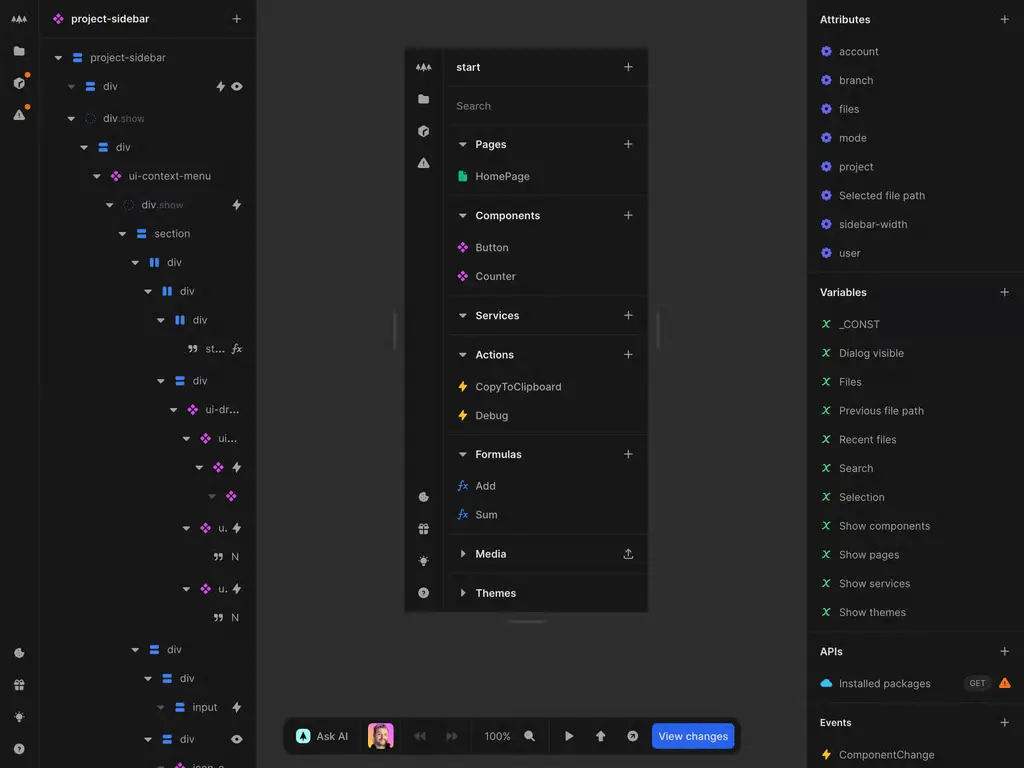 project-sidebar
project-sidebar
div
div.show
div
ui-context-menu
div.show
section
div
div
div
st... fx
div
ui-dr...
ui...
u.
N
u.
N
div
div
input
div
start
Search
Pages
HomePage
Components
Button
Counter
Services
Actions
CopyToClipboard
Debug
Formulas
fx Add
fx Sum
Media
Themes
Ask AI
100%
View changes
Attributes
account
branch
files
mode
project
Selected file path
sidebar-width
user
Variables
_CONST
Dialog visible
Files
Previous file path
Recent files
Search
Selection
Show components
Show pages
Show services
Show themes
APIs
Installed packages GET
Events
ComponentChange